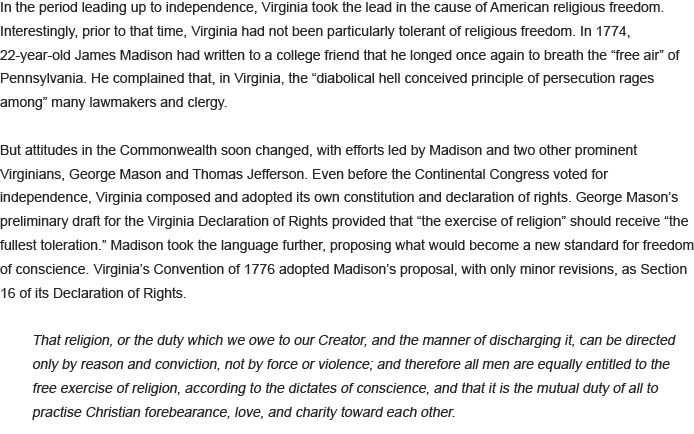 In the period leading up to independence, Virginia took the lead in the cause of American religious freedom.
Interestingly, prior to that time, Virginia had not been particularly tolerant of religious freedom. In 1774,
22-year-old James Madison had written to a college friend that he longed once again to breath the “free air” of
Pennsylvania. He complained that, in Virginia, the “diabolical hell conceived principle of persecution rages
among” many lawmakers and clergy.

But attitudes in the Commonwealth soon changed, with efforts led by Madison and two other prominent
Virginians, George Mason and Thomas Jefferson. Even before the Continental Congress voted for
independence, Virginia composed and adopted its own constitution and declaration of rights. George Mason’s
preliminary draft for the Virginia Declaration of Rights provided that “the exercise of religion” should receive “the
fullest toleration.” Madison took the language further, proposing what would become a new standard for freedom
of conscience. Virginia’s Convention of 1776 adopted Madison’s proposal, with only minor revisions, as Section
16 of its Declaration of Rights.

That religion, or the duty which we owe to our Creator, and the manner of discharging it, can be directed
only by reason and conviction, not by force or violence; and therefore all men are equally entitled to the
free exercise of religion, according to the dictates of conscience, and that it is the mutual duty of all to
practise Christian forebearance, love, and charity toward each other.